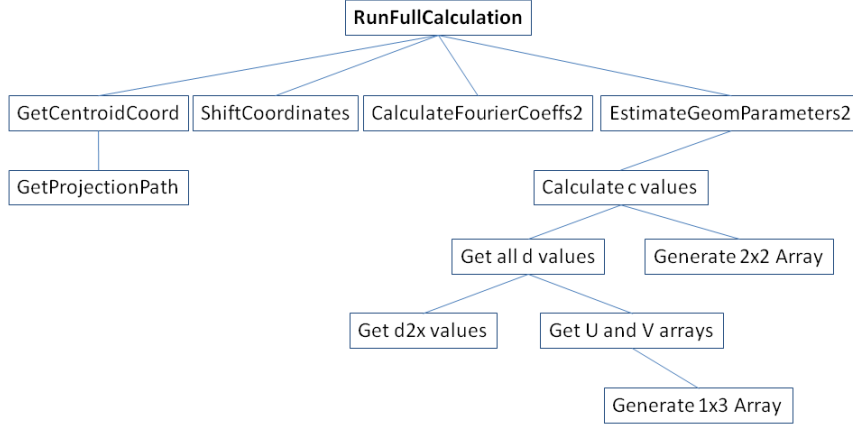 RunFullCalculation
GetCentroidCoord
ShiftCoordinates
CalculateFourierCoeffs2
EstimateGeomParameters2
GetProjectionPath
Calculate c values
Get all d values
Generate 2x2 Array
Get d2x values
Get U and V arrays
Generate 1x3 Array